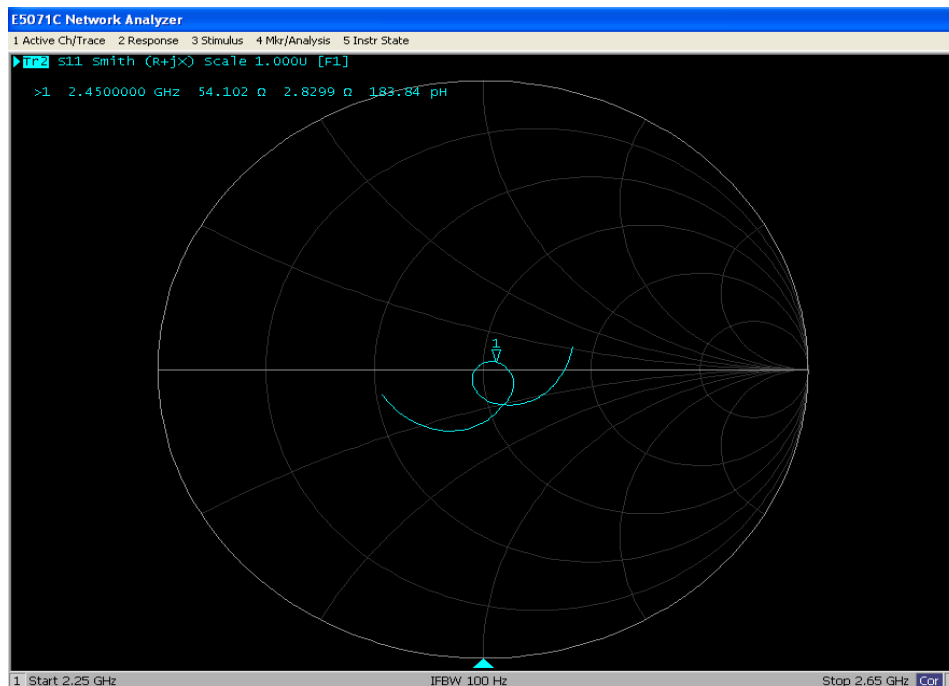 E5071C Network Analyzer
1 Active Ch/Trace 2 Response 3 Stimulus 4 Mkr/Analysis 5 Instr State
Tr2 S11 Smith (R+jX) Scale 1.000U [F1]
>1 2.4500000 GHz 54.102 Ω 2.8299 Ω 183.84 pH
1
1 Start 2.25 GHz IFBW 100 Hz Stop 2.65 GHz Cor